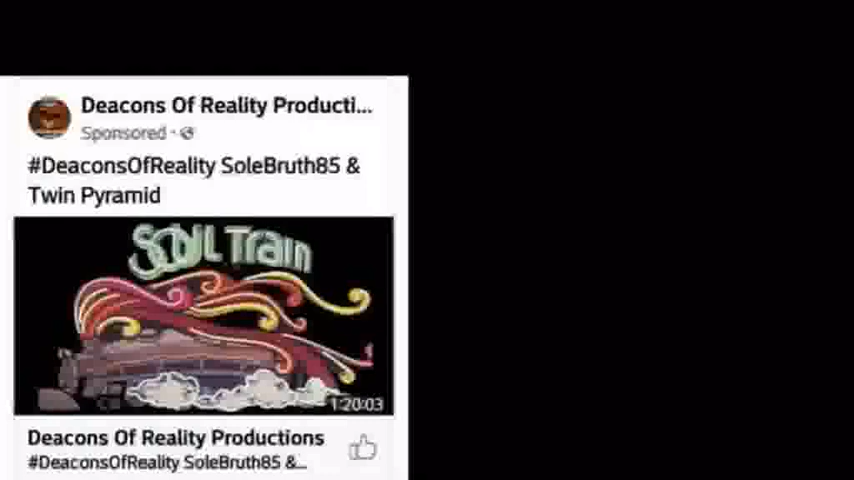 Deacons Of Reality Producti...
Sponsored ·
#DeaconsOfReality SoleBruth85 &
Twin Pyramid
SOUL TRaIn
1:20:03
Deacons Of Reality Productions
#DeaconsOfReality SoleBruth85 &...